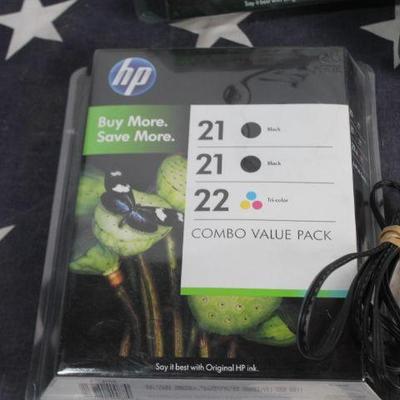 hp
Buy More.
Save More.
21 Black
21 Black
22 Tri-color
COMBO VALUE PACK
Say it best with Original HP ink.